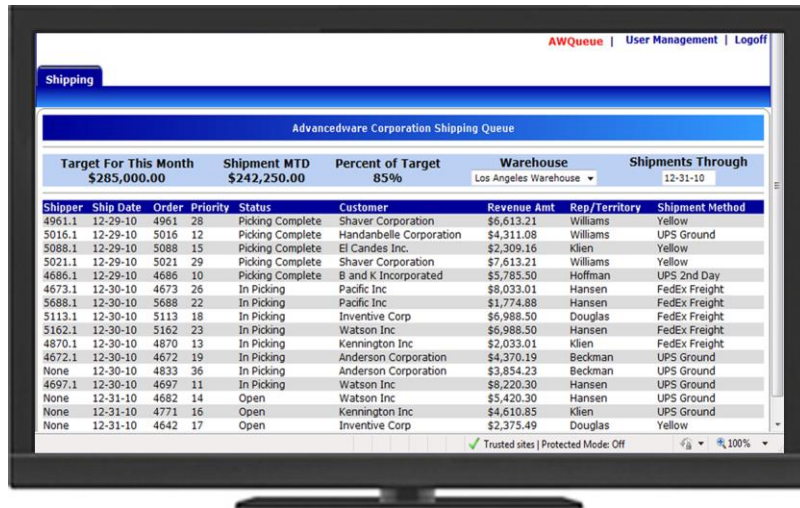 AWQueue | User Management | Logoff
Shipping
Advancedware Corporation Shipping Queue
Target For This Month Shipment MTD Percent of Target Warehouse Shipments Through
$285,000.00 $242,250.00 85% Los Angeles Warehouse 12-31-10
Shipper Ship Date Order Priority Status Customer Revenue Amt Rep/Territory Shipment Method
4961.1 12-29-10 4961 28 Picking Complete Shaver Corporation $6,613.21 Williams Yellow
5016.1 12-29-10 5016 12 Picking Complete Handanbelle Corporation $4,311.08 Williams UPS Ground
5088.1 12-29-10 5088 15 Picking Complete El Candes Inc. $2,309.16 Klien Yellow
5021.1 12-29-10 5021 29 Picking Complete Shaver Corporation $7,613.21 Williams Yellow
4686.1 12-29-10 4686 10 Picking Complete B and K Incorporated $5,785.50 Hoffman UPS 2nd Day
4673.1 12-30-10 4673 26 In Picking Pacific Inc $8,033.01 Hansen FedEx Freight
5688.1 12-30-10 5688 22 In Picking Pacific Inc $1,774.88 Hansen FedEx Freight
5113.1 12-30-10 5113 18 In Picking Inventive Corp $6,988.50 Douglas FedEx Freight
5162.1 12-30-10 5162 23 In Picking Watson Inc $6,988.50 Hansen FedEx Freight
4870.1 12-30-10 4870 13 In Picking Kennington Inc $2,033.01 Klien FedEx Freight
4672.1 12-30-10 4672 19 In Picking Anderson Corporation $4,370.19 Beckman UPS Ground
None 12-30-10 4833 36 In Picking Anderson Corporation $3,854.23 Beckman UPS Ground
4697.1 12-30-10 4697 11 In Picking Watson Inc $8,220.30 Hansen UPS Ground
None 12-31-10 4682 14 Open Watson Inc $5,420.30 Hansen UPS Ground
None 12-31-10 4771 16 Open Kennington Inc $4,610.85 Klien UPS Ground
None 12-31-10 4642 17 Open Inventive Corp $2,375.49 Douglas Yellow
Trusted sites | Protected Mode: Off 100%